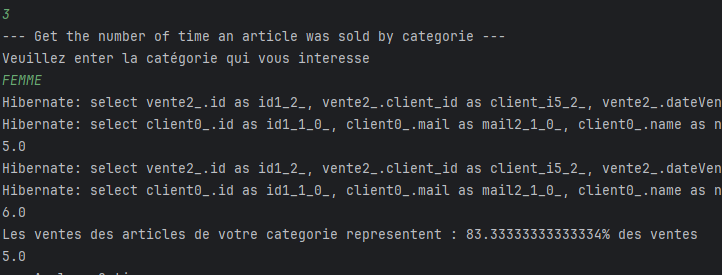 3
--- Get the number of time an article was sold by categorie ---
Veuillez enter la catégorie qui vous interesse
FEMME
Hibernate: select vente2_.id as id1_2_, vente2_.client_id as client_i5_2_, vente2_.dateVen
Hibernate: select client0_.id as id1_1_0_, client0_.mail as mail2_1_0_, client0_.name as n
5.0
Hibernate: select vente2_.id as id1_2_, vente2_.client_id as client_i5_2_, vente2_.dateVen
Hibernate: select client0_.id as id1_1_0_, client0_.mail as mail2_1_0_, client0_.name as n
6.0
Les ventes des articles de votre categorie representent : 83.33333333333334% des ventes
5.0